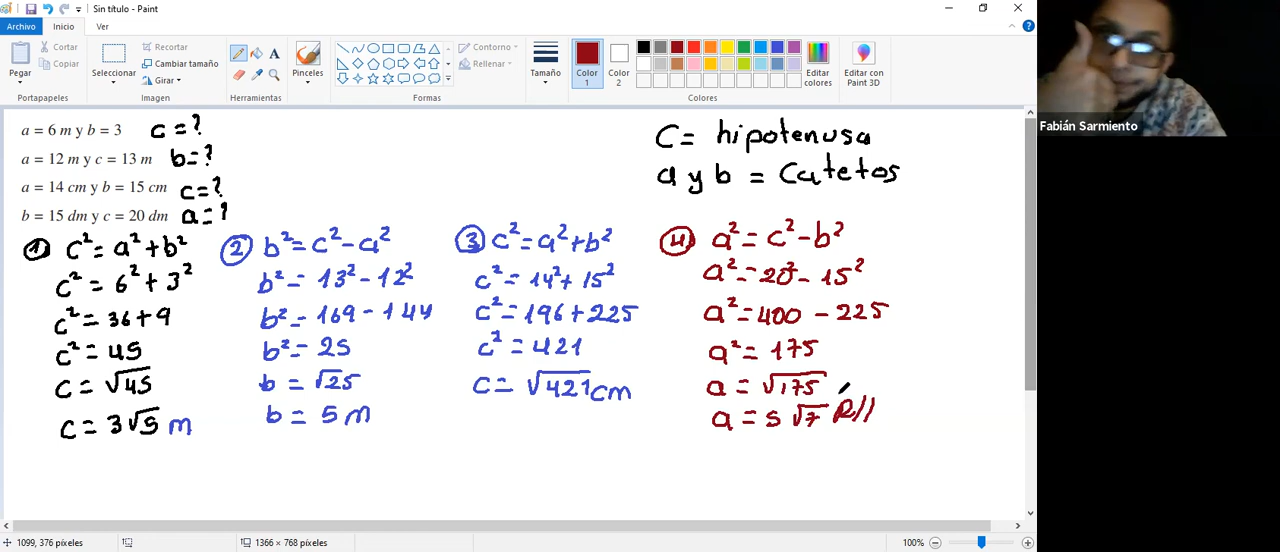 Sin título - Paint
Archivo Inicio Ver
Pegar
Cortar
Copiar
Portapapeles
Seleccionar
Recortar
Cambiar tamaño
Girar
Imagen
A
Herramientas
Pinceles
Formas
Contorno
Rellenar
Tamaño
Color 1
Color 2
Colores
Editar colores
Editar con Paint 3D
Fabián Sarmiento
a = 6 m y b = 3 c = ?
a = 12 m y c = 13 m b = ?
a = 14 cm y b = 15 cm c = ?
b = 15 dm y c = 20 dm a = ?
C = hipotenusa
a y b = Catetos
① c² = a² + b²
c² = 6² + 3²
c² = 36 + 9
c² = 45
c = √45
c = 3√5 m
② b² = c² - a²
b² = 13² - 12²
b² = 169 - 144
b² = 25
b = √25
b = 5 m
③ c² = a² + b²
c² = 14² + 15²
c² = 196 + 225
c² = 421
c = √421 cm
④ a² = c² - b²
a² = 20² - 15²
a² = 400 - 225
a² = 175
a = √175
a = 5 √7 R//
1099, 376 píxeles
1366 × 768 píxeles
100%